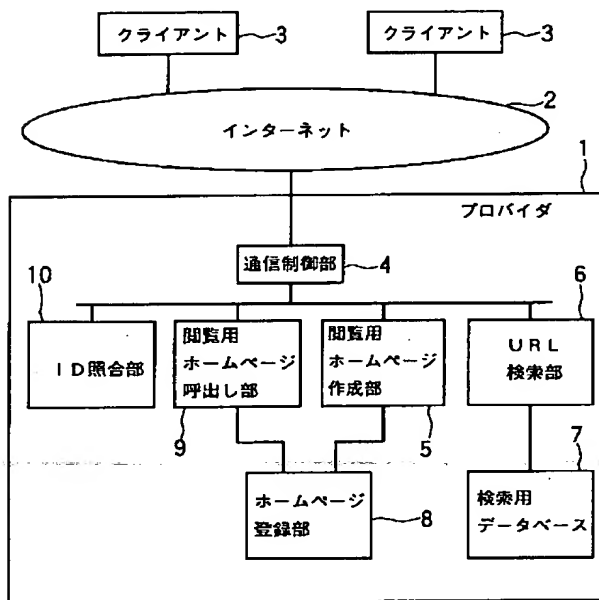 クライアント
3
クライアント
3
2
インターネット
1
プロバイダ
通信制御部
4
10
6
ID照合部
閲覧用
ホームページ
呼出し部
閲覧用
ホームページ
作成部
URL
検索部
9
5
7
ホームページ
登録部
8
検索用
データベース